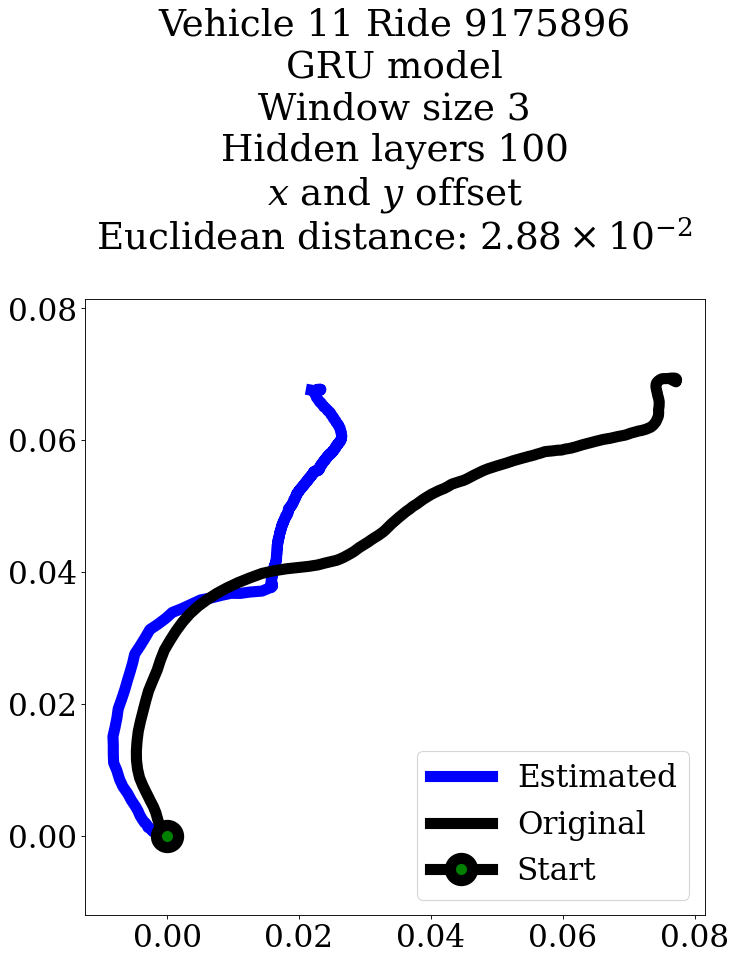 Vehicle 11 Ride 9175896
GRU model
Window size 3
Hidden layers 100
x and y offset
Euclidean distance: 2.88 × 10⁻²
0.08
0.06
0.04
0.02
0.00
Estimated
Original
Start
0.00 0.02 0.04 0.06 0.08